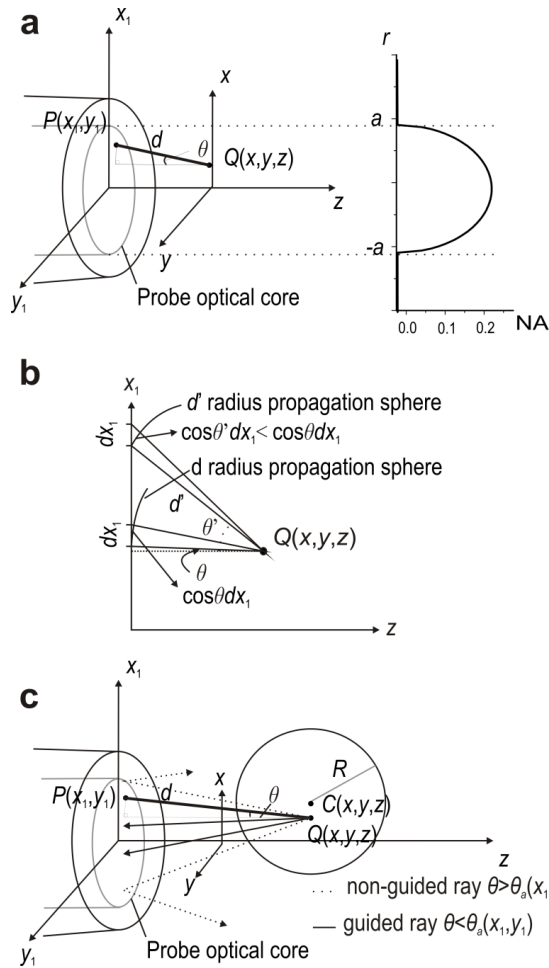 a
x₁
r
x
P(x₁,y₁)
d
θ
Q(x,y,z)
a
z
y
-a
y₁
Probe optical core
0.0 0.1 0.2 NA
b
x₁
d' radius propagation sphere
dx₁
cosθ'dx₁< cosθdx₁
d radius propagation sphere
d'
dx₁
θ'
Q(x,y,z)
θ
cosθdx₁
z
c
x₁
R
x
P(x₁,y₁)
d
θ
C(x,y,z)
Q(x,y,z)
z
y
non-guided ray θ>θₐ(x₁
guided ray θ<θₐ(x₁,y₁)
y₁
Probe optical core